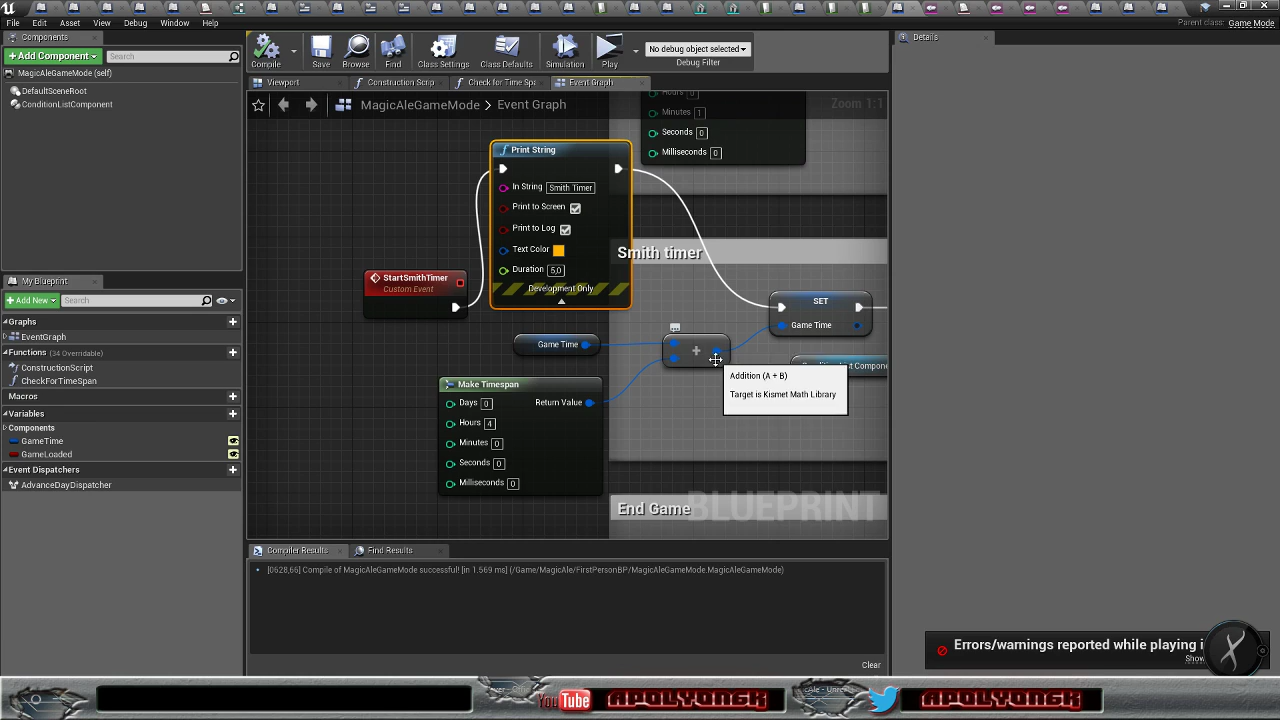 File Edit Asset View Debug Window Help
Parent class: Game Mode
Components
Add Component
Search
MagicAleGameMode (self)
DefaultSceneRoot
ConditionListComponent
Compile
Save
Browse
Find
Class Settings
Class Defaults
Simulation
Play
No debug object selected
Debug Filter
Details
Viewport
Construction Scrip
Check for Time Spa
Event Graph
MagicAleGameMode > Event Graph
Zoom 1:1
Hours 0
Minutes 1
Seconds 0
Milliseconds 0
Print String
In String Smith Timer
Print to Screen
Print to Log
Text Color
Duration 5,0
Development Only
Smith timer
StartSmithTimer
Custom Event
SET
Game Time
Game Time
+
Addition (A + B)
Target is Kismet Math Library
Make Timespan
Days 0
Return Value
Hours 4
Minutes 0
Seconds 0
Milliseconds 0
End Game
BLUEPRINT
My Blueprint
Add New
Search
Graphs
EventGraph
Functions (34 Overridable)
ConstructionScript
CheckForTimeSpan
Macros
Variables
Components
GameTime
GameLoaded
Event Dispatchers
AdvanceDayDispatcher
Compiler Results
Find Results
[0628,66] Compile of MagicAleGameMode successful! [in 1.569 ms] (/Game/MagicAle/FirstPersonBP/MagicAleGameMode.MagicAleGameMode)
Clear
Errors/warnings reported while playing i
Show
You Tube
APOLYONGK
APOLYONGK